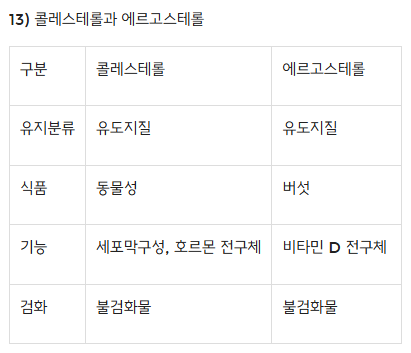 13) 콜레스테롤과 에르고스테롤
구분 콜레스테롤 에르고스테롤
유지분류 유도지질 유도지질
식품 동물성 버섯
기능 세포막구성, 호르몬 전구체 비타민 D 전구체
검화 불검화물 불검화물